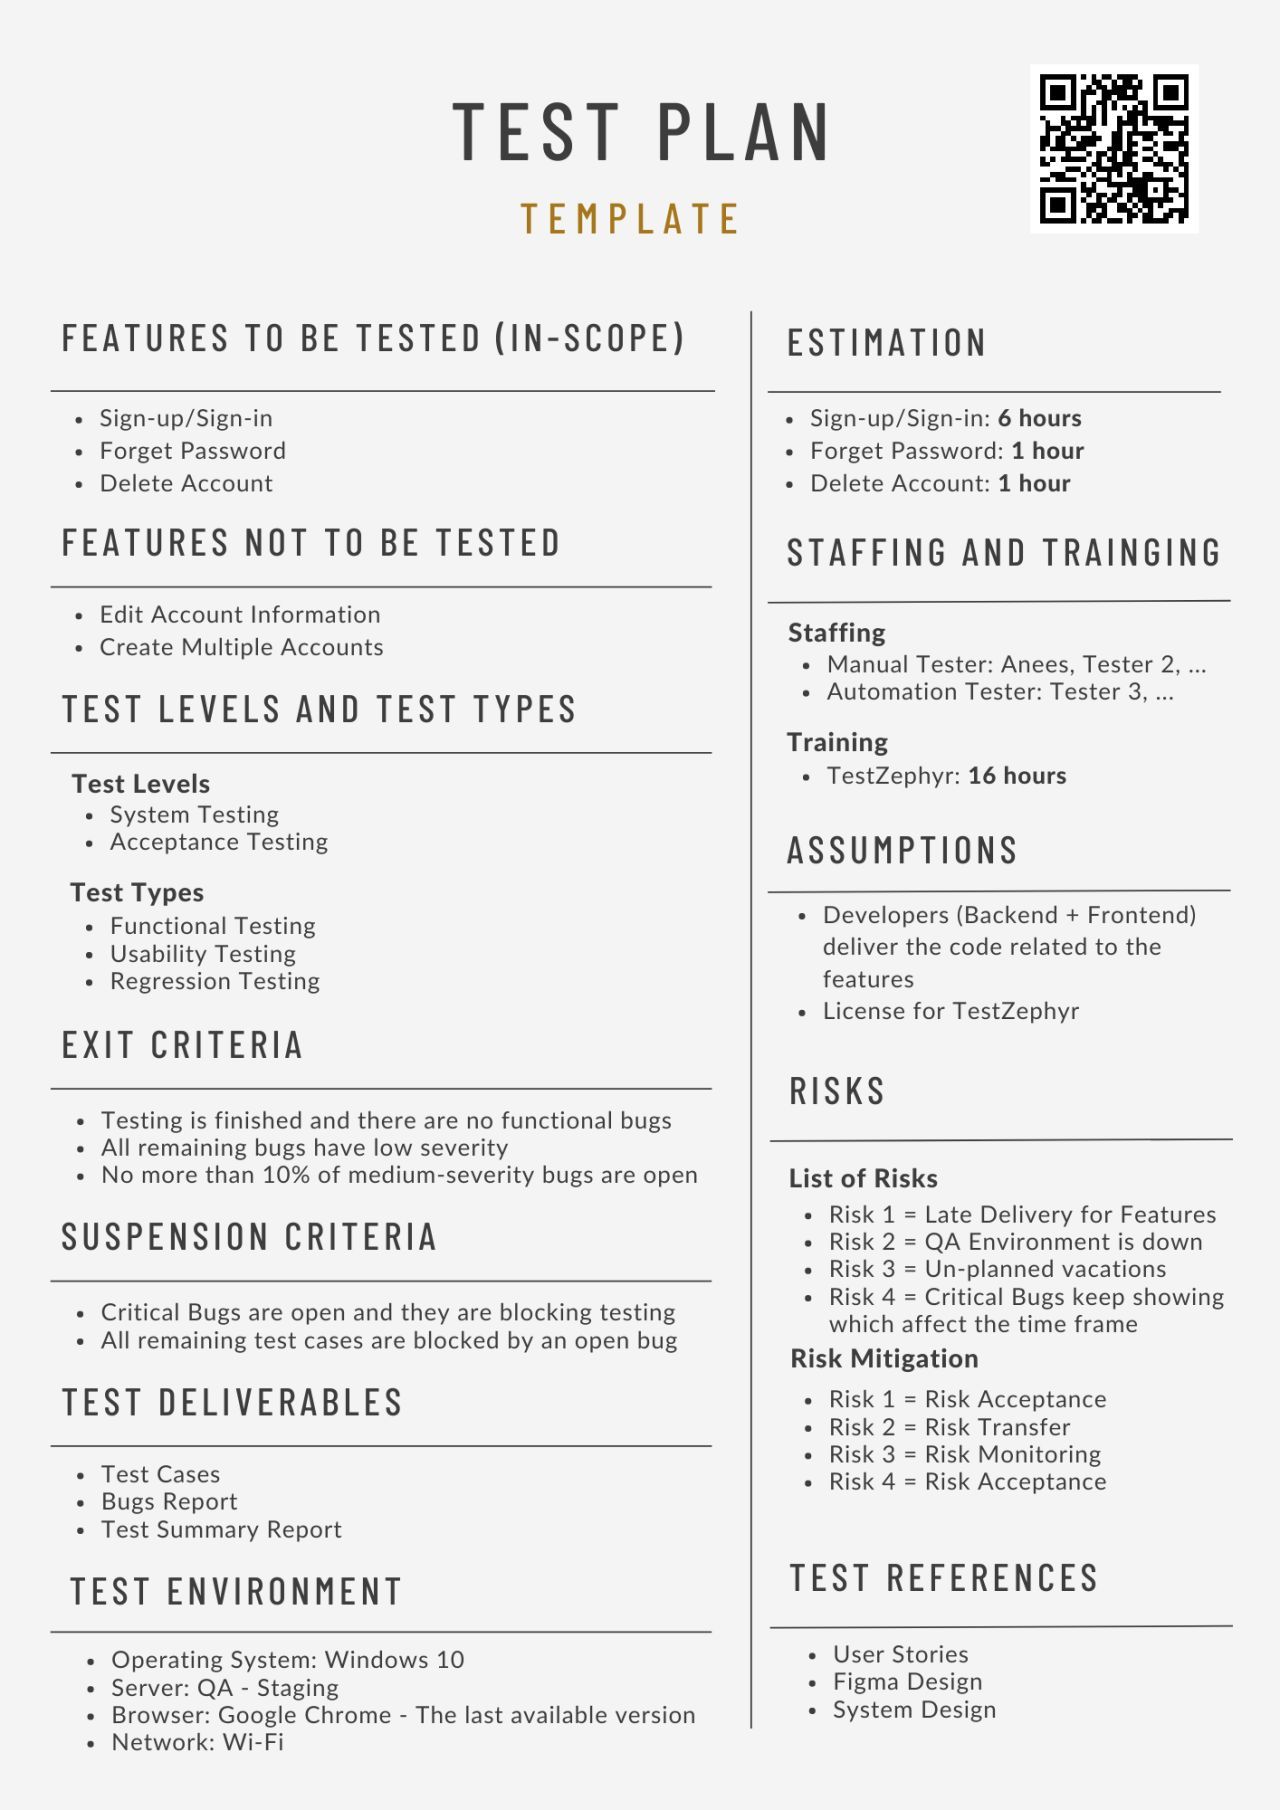 TEST PLAN
TEMPLATE
FEATURES TO BE TESTED (IN-SCOPE)
• Sign-up/Sign-in
• Forget Password
• Delete Account
FEATURES NOT TO BE TESTED
• Edit Account Information
• Create Multiple Accounts
TEST LEVELS AND TEST TYPES
Test Levels
• System Testing
• Acceptance Testing
Test Types
• Functional Testing
• Usability Testing
• Regression Testing
EXIT CRITERIA
• Testing is finished and there are no functional bugs
• All remaining bugs have low severity
• No more than 10% of medium-severity bugs are open
SUSPENSION CRITERIA
• Critical Bugs are open and they are blocking testing
• All remaining test cases are blocked by an open bug
TEST DELIVERABLES
• Test Cases
• Bugs Report
• Test Summary Report
TEST ENVIRONMENT
• Operating System: Windows 10
• Server: QA - Staging
• Browser: Google Chrome - The last available version
• Network: Wi-Fi
ESTIMATION
• Sign-up/Sign-in: 6 hours
• Forget Password: 1 hour
• Delete Account: 1 hour
STAFFING AND TRAINGING
Staffing
• Manual Tester: Anees, Tester 2, ...
• Automation Tester: Tester 3, ...
Training
• TestZephyr: 16 hours
ASSUMPTIONS
• Developers (Backend + Frontend)
deliver the code related to the
features
• License for TestZephyr
RISKS
List of Risks
• Risk 1 = Late Delivery for Features
• Risk 2 = QA Environment is down
• Risk 3 = Un-planned vacations
• Risk 4 = Critical Bugs keep showing
which affect the time frame
Risk Mitigation
• Risk 1 = Risk Acceptance
• Risk 2 = Risk Transfer
• Risk 3 = Risk Monitoring
• Risk 4 = Risk Acceptance
TEST REFERENCES
• User Stories
• Figma Design
• System Design